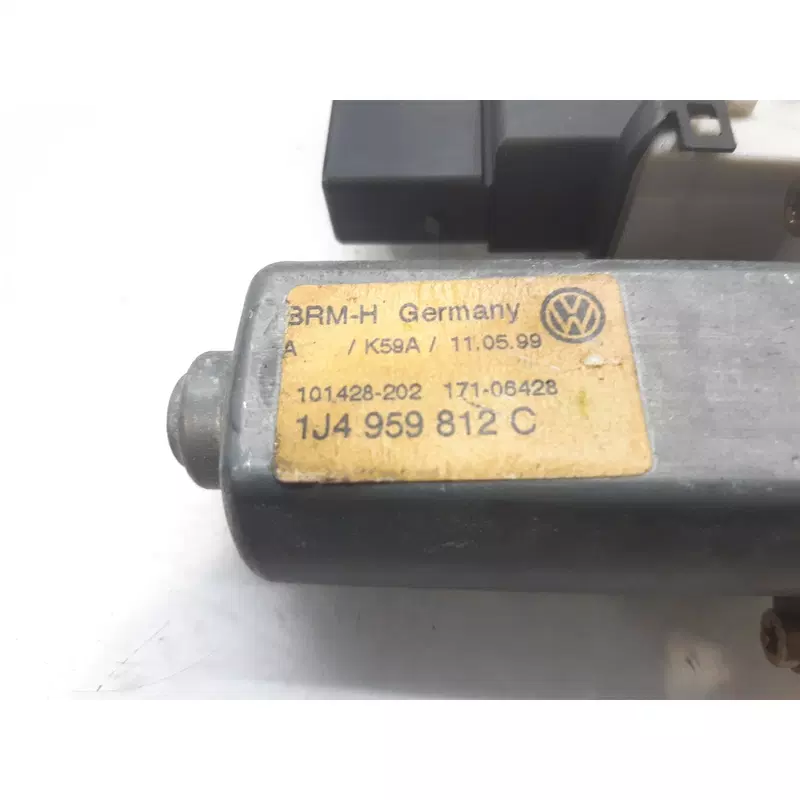 BRM-H Germany
A / K59A / 11.05.99
101428-202 171-06428
1J4 959 812 C